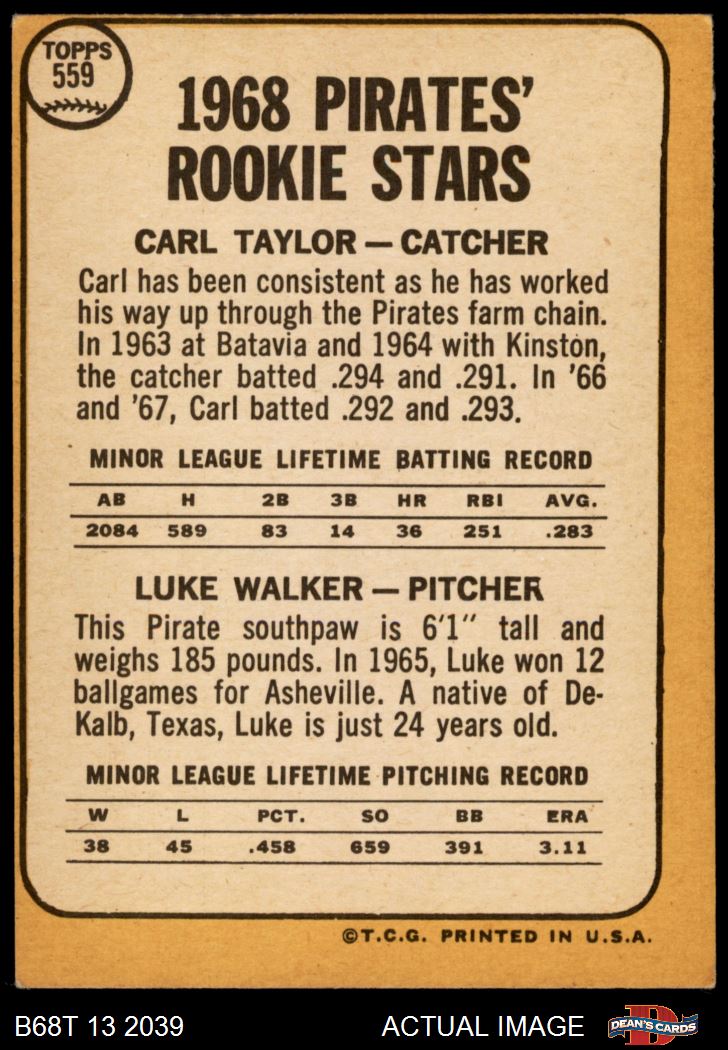 TOPPS
559
1968 PIRATES'
ROOKIE STARS
CARL TAYLOR — CATCHER
Carl has been consistent as he has worked
his way up through the Pirates farm chain.
In 1963 at Batavia and 1964 with Kinston,
the catcher batted .294 and .291. In '66
and '67, Carl batted .292 and .293.
MINOR LEAGUE LIFETIME BATTING RECORD
AB H 2B 3B HR RBI AVG.
2084 589 83 14 36 251 .283
LUKE WALKER — PITCHER
This Pirate southpaw is 6'1" tall and
weighs 185 pounds. In 1965, Luke won 12
ballgames for Asheville. A native of De-
Kalb, Texas, Luke is just 24 years old.
MINOR LEAGUE LIFETIME PITCHING RECORD
W L PCT. SO BB ERA
38 45 .458 659 391 3.11
©T.C.G. PRINTED IN U.S.A.
B68T 13 2039 ACTUAL IMAGE D DEAN'S CARDS